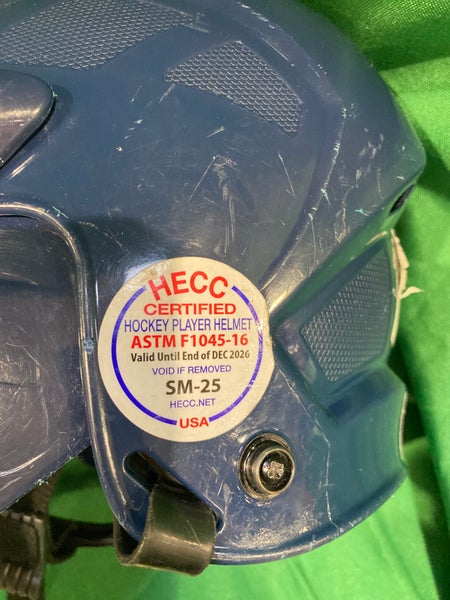 HECC
CERTIFIED
HOCKEY PLAYER HELMET
ASTM F1045-16
Valid Until End of DEC 2026
VOID IF REMOVED
SM-25
HECC.NET
USA